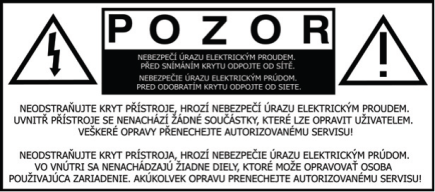 POZOR
NEBEZPEČÍ ÚRAZU ELEKTRICKÝM PROUDEM.
PŘED SNÍMÁNÍM KRYTU ODPOJTE OD SÍTĚ.
NEBEZPEČIE ÚRAZU ELEKTRICKÝM PRÚDOM.
PRED ODOBRATÍM KRYTU ODPOJTE OD SIETE.
NEODSTRAŇUJTE KRYT PŘÍSTROJE, HROZÍ NEBEZPEČÍ ÚRAZU ELEKTRICKÝM PROUDEM.
UVNITŘ PŘÍSTROJE SE NENACHÁZÍ ŽÁDNÉ SOUČÁSTKY, KTERÉ LZE OPRAVIT UŽIVATELEM.
VEŠKERÉ OPRAVY PŘENECHEJTE AUTORIZOVANÉMU SERVISU!
NEODSTRAŇUJTE KRYT PRÍSTROJA, HROZÍ NEBEZPEČIE ÚRAZU ELEKTRICKÝM PRÚDOM.
VO VNÚTRI SA NENACHÁDZAJÚ ŽIADNE DIELY, KTORÉ MOŽE OPRAVOVAŤ OSOBA
POUŽÍVAJÚCA ZARIADENIE. AKÚKOLVEK OPRAVU PRENECHAJTE AUTORIZOVANÉMU SERVISU!